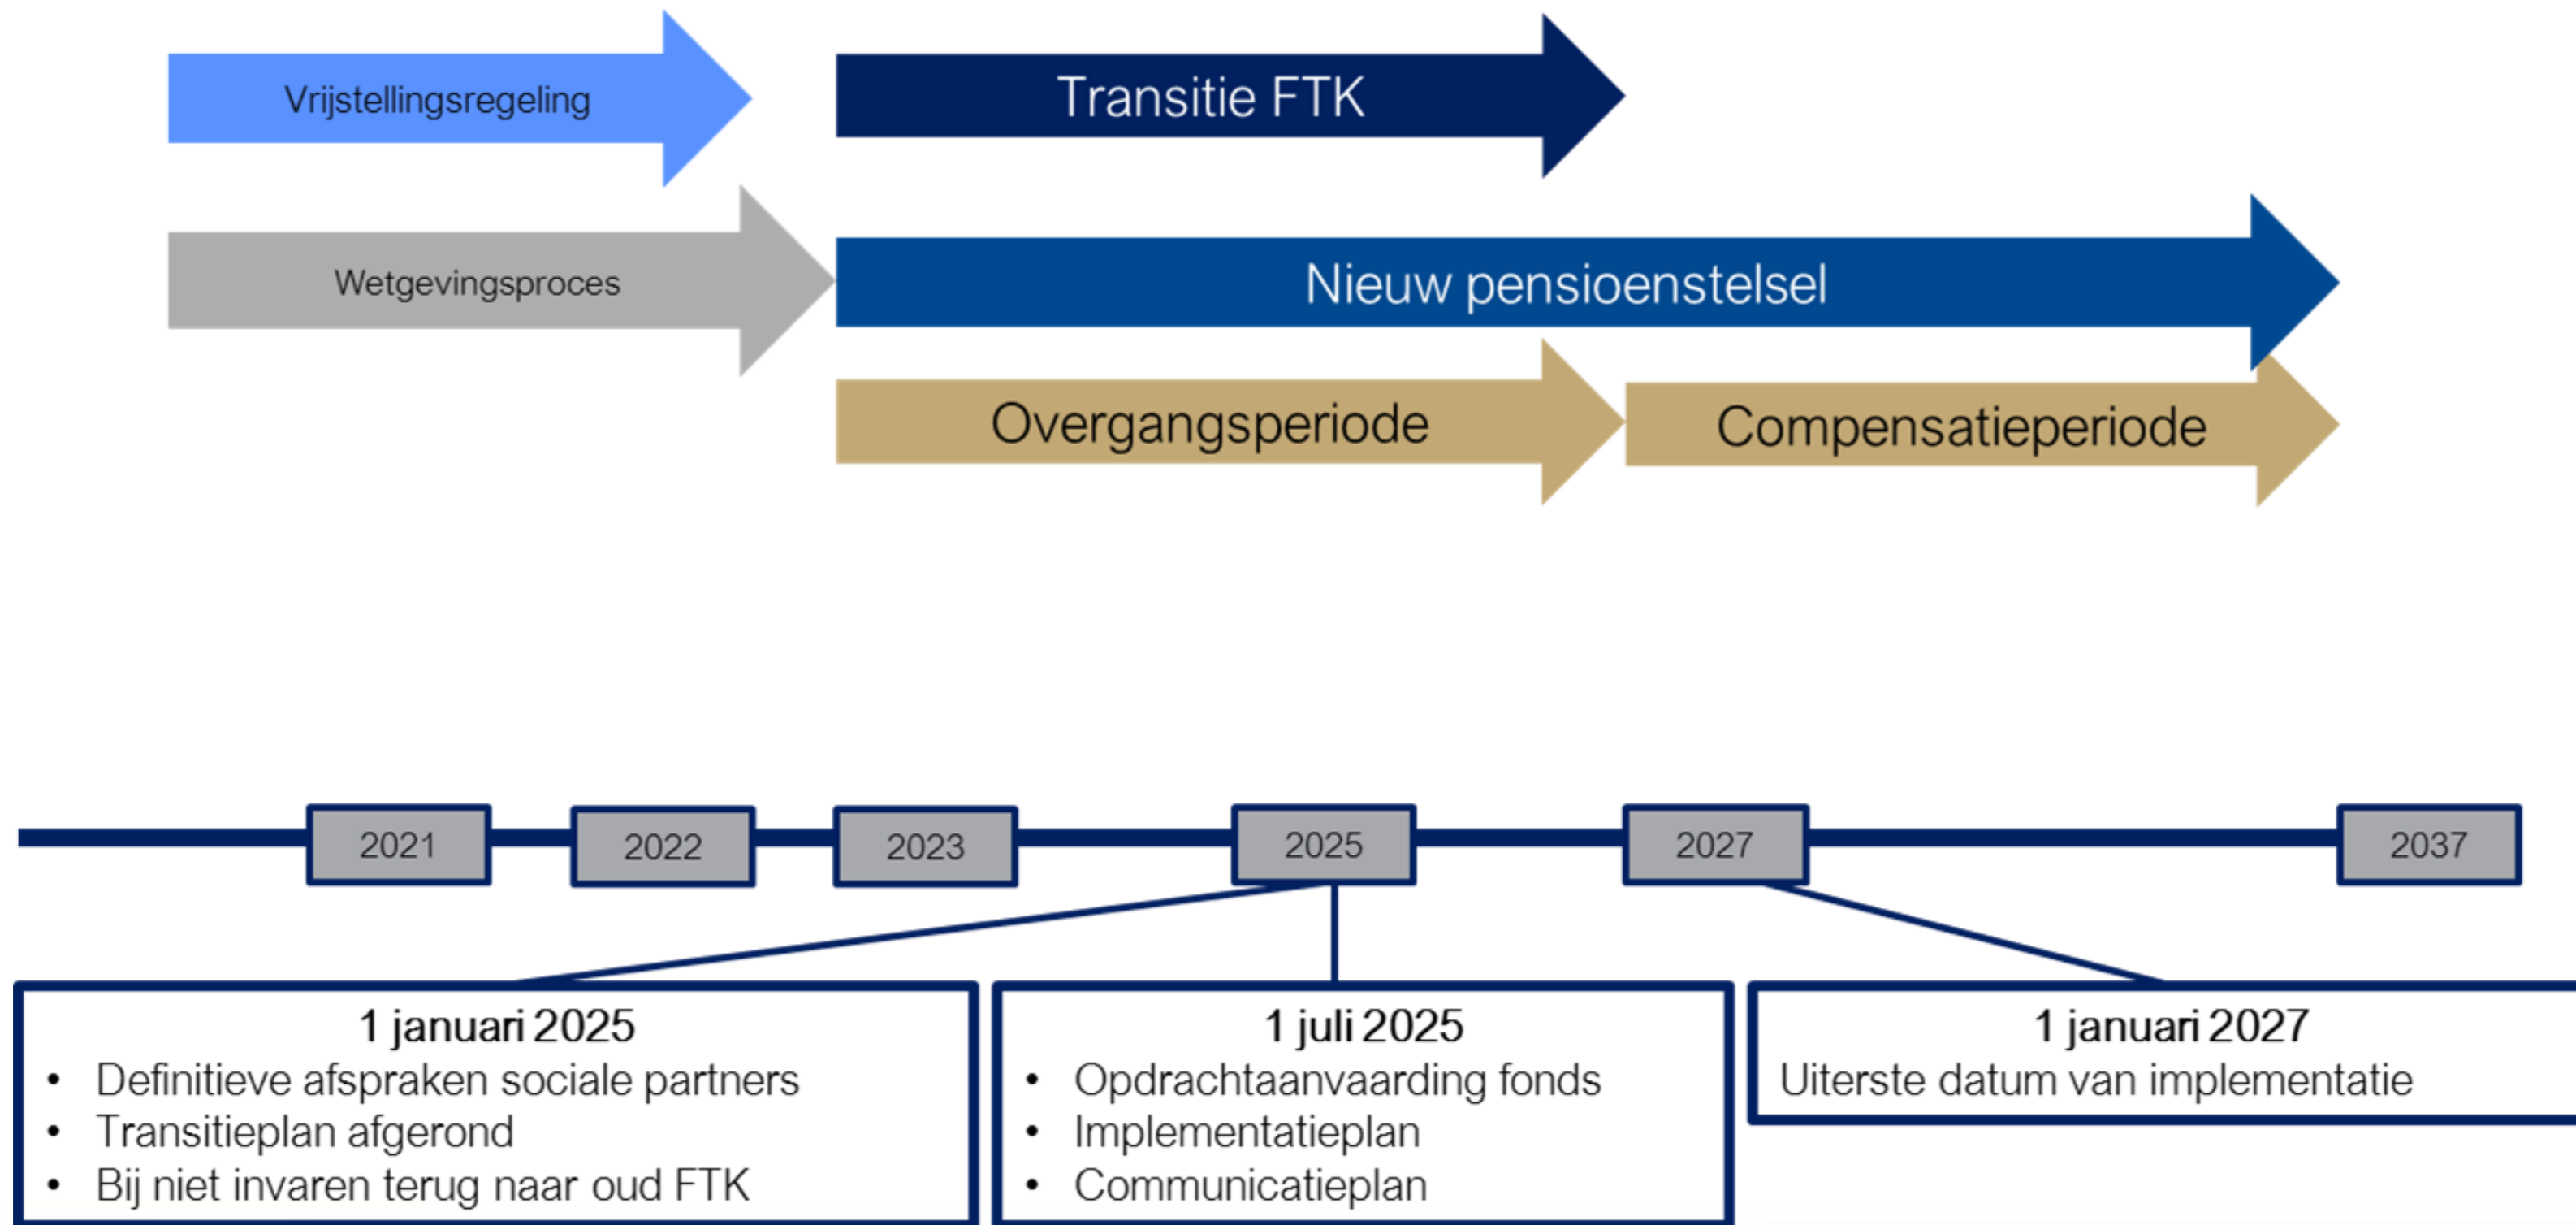 Vrijstellingsregeling
Transitie FTK
Wetgevingsproces
Nieuw pensioenstelsel
Overgangsperiode
Compensatieperiode
2021
2022
2023
2025
2027
2037
1 januari 2025
• Definitieve afspraken sociale partners
• Transitieplan afgerond
• Bij niet invaren terug naar oud FTK
1 juli 2025
• Opdrachtaanvaarding fonds
• Implementatieplan
• Communicatieplan
1 januari 2027
Uiterste datum van implementatie